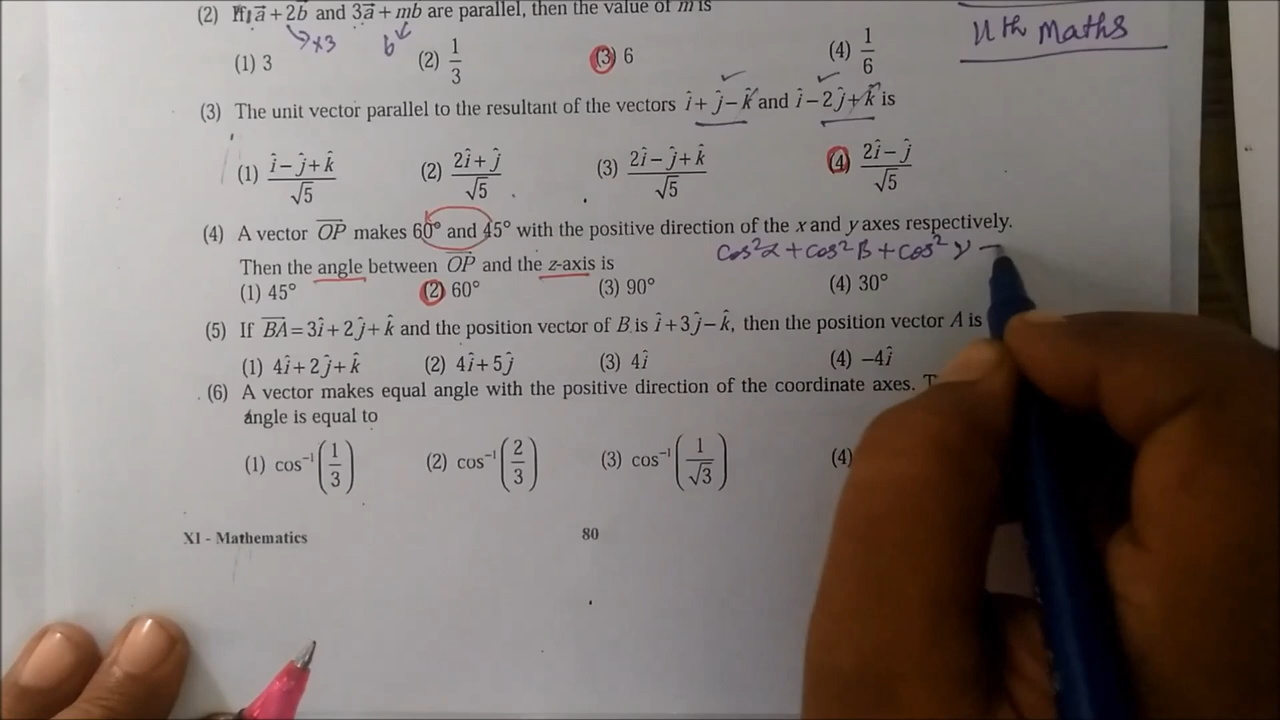 (2) If a⃗ + 2b⃗ and 3a⃗ + mb⃗ are parallel, then the value of m is
×3 b
(1) 3 (2) 1/3 (3) 6 (4) 1/6
11th Maths
(3) The unit vector parallel to the resultant of the vectors î + ĵ − k̂ and î − 2ĵ + k̂ is
(1) (î − ĵ + k̂)/√5 (2) (2î + ĵ)/√5 (3) (2î − ĵ + k̂)/√5 (4) (2î − ĵ)/√5
(4) A vector OP makes 60° and 45° with the positive direction of the x and y axes respectively.
cos²α + cos²β + cos²γ =
Then the angle between OP and the z-axis is
(1) 45° (2) 60° (3) 90° (4) 30°
(5) If BA = 3î + 2ĵ + k̂ and the position vector of B is î + 3ĵ − k̂, then the position vector A is
(1) 4î + 2ĵ + k̂ (2) 4î + 5ĵ (3) 4î (4) −4î
(6) A vector makes equal angle with the positive direction of the coordinate axes.
angle is equal to
(1) cos⁻¹(1/3) (2) cos⁻¹(2/3) (3) cos⁻¹(1/√3) (4)
XI - Mathematics 80